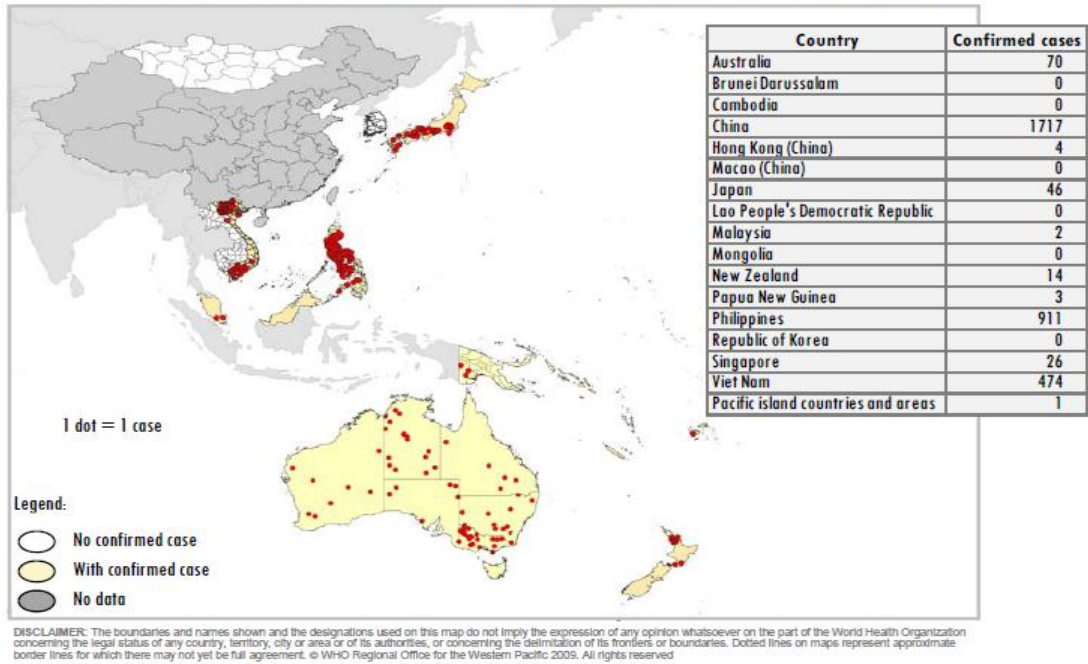 Country Confirmed cases
Australia 70
Brunei Darussalam 0
Cambodia 0
China 1717
Hong Kong (China) 4
Macao (China) 0
Japan 46
Lao People's Democratic Republic 0
Malaysia 2
Mongolia 0
New Zealand 14
Papua New Guinea 3
Philippines 911
Republic of Korea 0
Singapore 26
Viet Nam 474
Pacific island countries and areas 1
1 dot = 1 case
Legend:
No confirmed case
With confirmed case
No data
DISCLAIMER: The boundaries and names shown and the designations used on this map do not imply the expression of any opinion whatsoever on the part of the World Health Organization
concerning the legal status of any country, territory, city or area or of its authorities, or concerning the delimitation of its frontiers or boundaries. Dotted lines on maps represent approximate
border lines for which there may not yet be full agreement. © WHO Regional Office for the Western Pacific 2009. All rights reserved